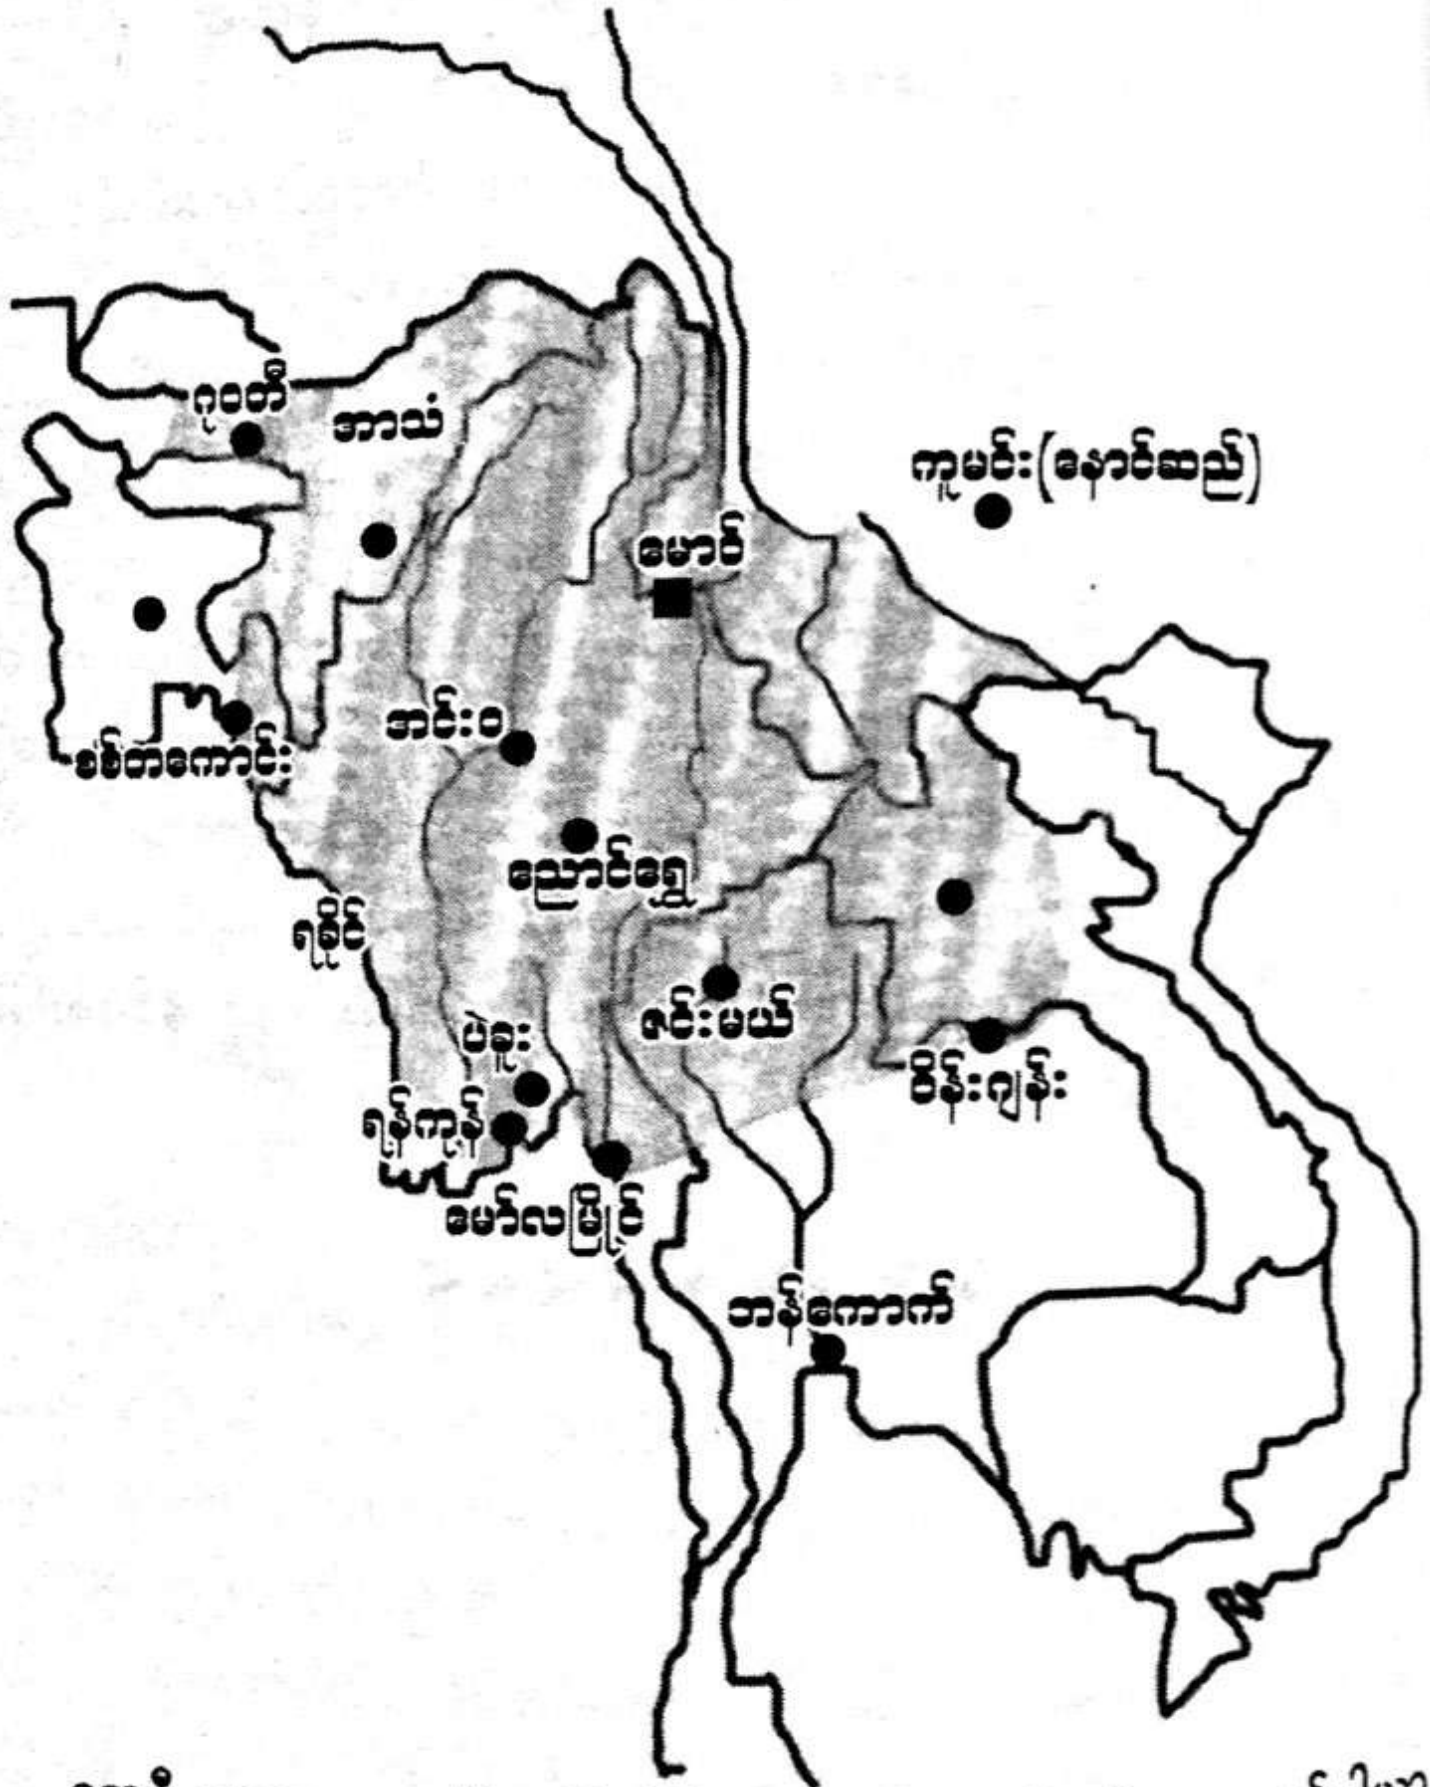 ဂုဝတီ
အာသံ
ကူမင်း(နောင်ဆည်)
မောဝ်
အင်းဝ
စစ်တကောင်း
ညောင်ရွှေ
ရခိုင်
ဇင်းမယ်
ပဲခူး
ဝိန်းဂျန်း
ရန်ကုန်
မော်လမြိုင်
ဘန်ကောက်